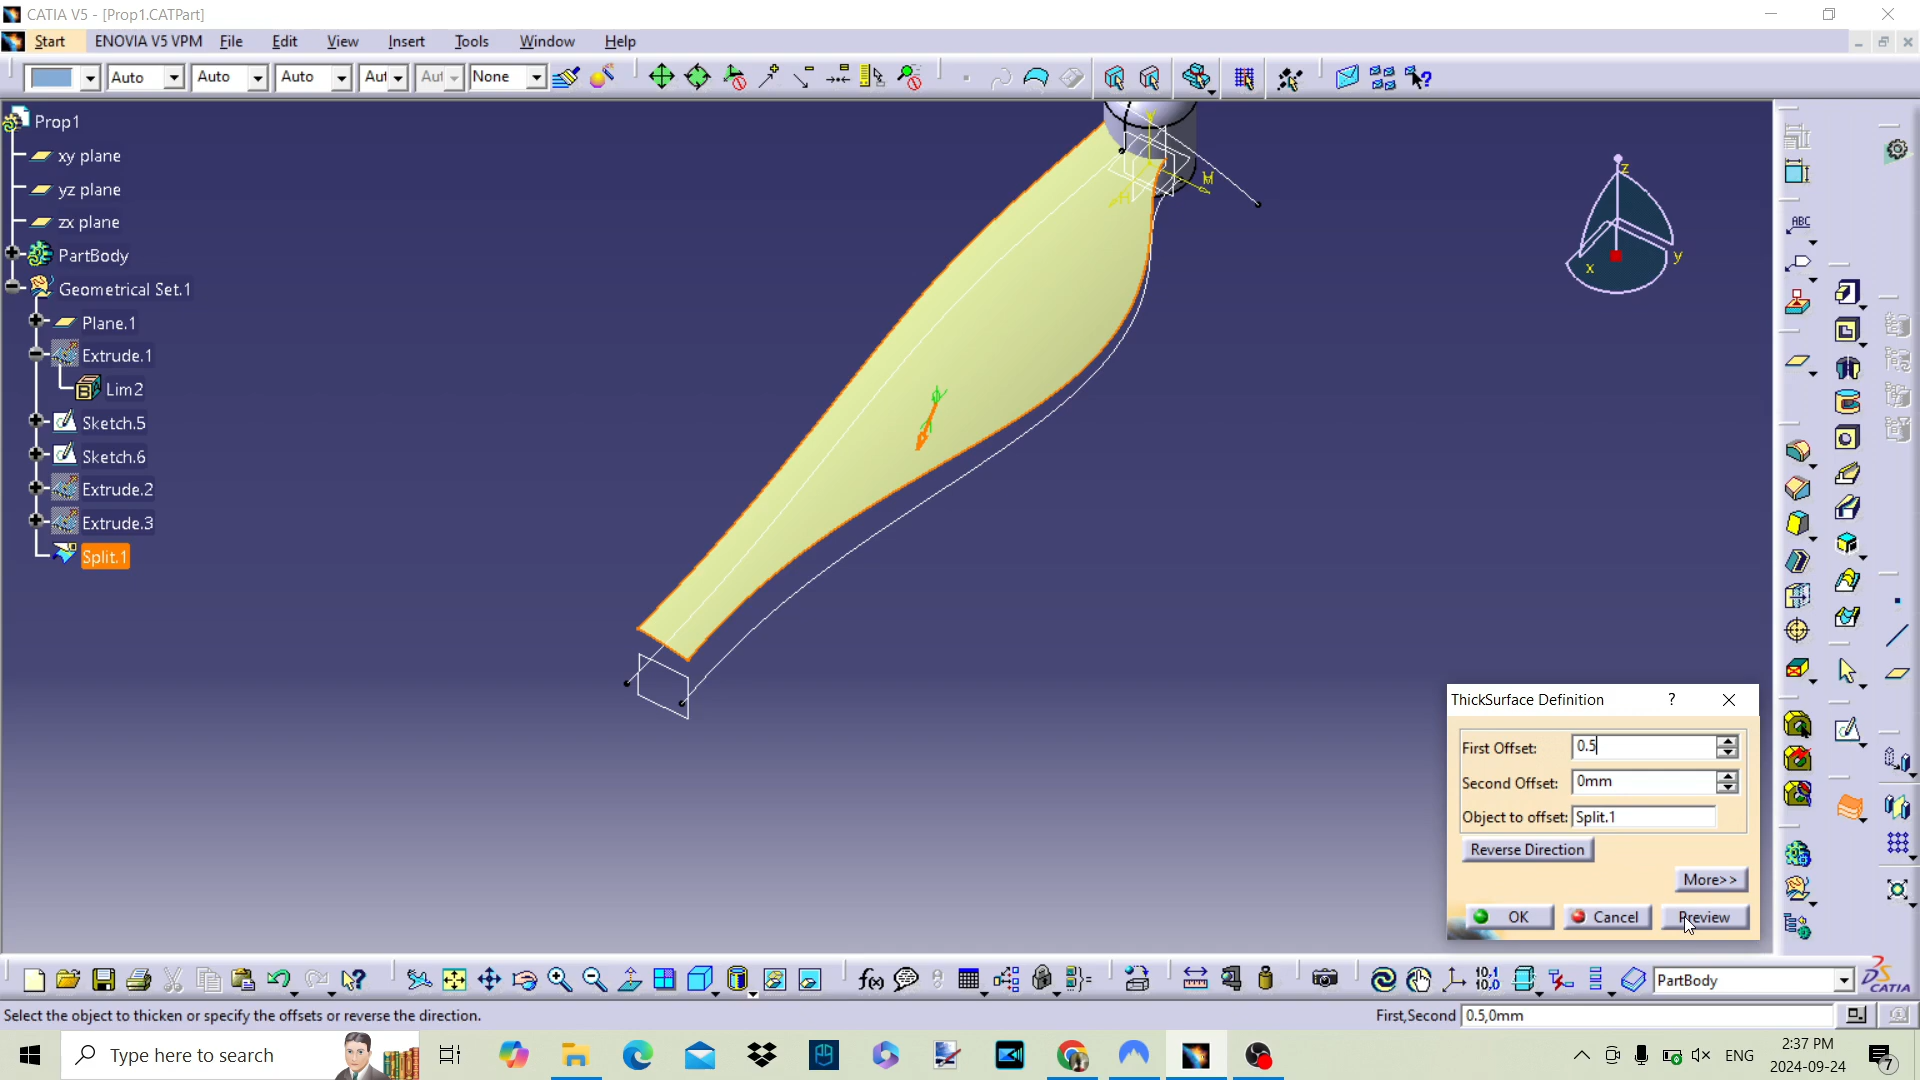 CATIA V5 - [Prop1.CATPart]
Start ENOVIA V5 VPM File Edit View Insert Tools Window Help
Auto Auto Auto Aut Aut None
Prop1
xy plane
yz plane
zx plane
PartBody
Geometrical Set.1
Plane.1
Extrude.1
Lim2
Sketch.5
Sketch.6
Extrude.2
Extrude.3
Split.1
z
y
x
ABC
ThickSurface Definition ? 
First Offset: 0.5
Second Offset: 0mm
Object to offset: Split.1
Reverse Direction
More>>
OK Cancel Preview
PartBody
CATIA
Select the object to thicken or specify the offsets or reverse the direction.
First,Second 0.5,0mm
Type here to search
ENG
2:37 PM
2024-09-24
7